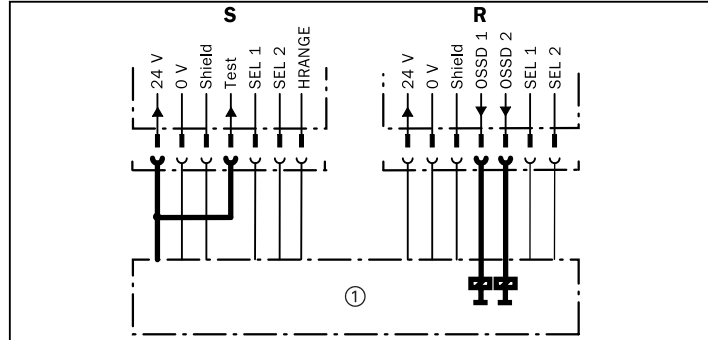 S
R
24 V
0 V
Shield
Test
SEL 1
SEL 2
HRANGE
24 V
0 V
Shield
OSSD 1
OSSD 2
SEL 1
SEL 2
①